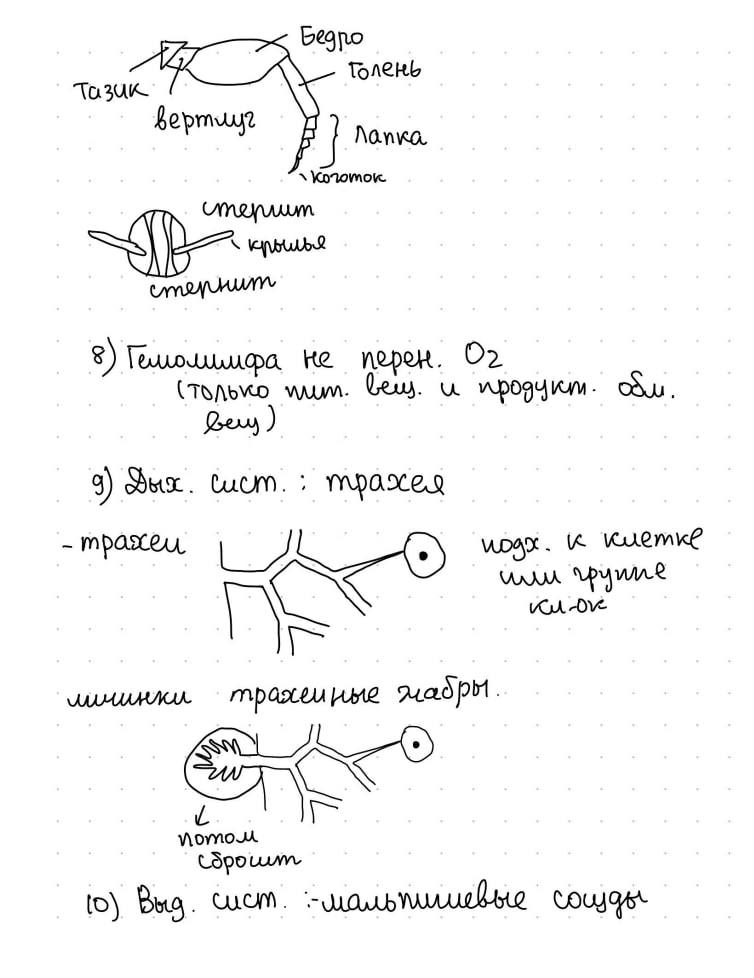 Бедро
Голень
Тазик
вертлуг
Лапка
коготок
стернит
крылья
стернит
8) Гемолимфа не перен. O2
(только пит. вещ. и продукт. обм.
вещ)
9) Дых. сист. : трахея
- трахеи
подх. к клетке
или группе
кл-ок
личинки трахейные жабры.
потом
сбросит
10) Выд. сист. :- мальпигиевые сосуды